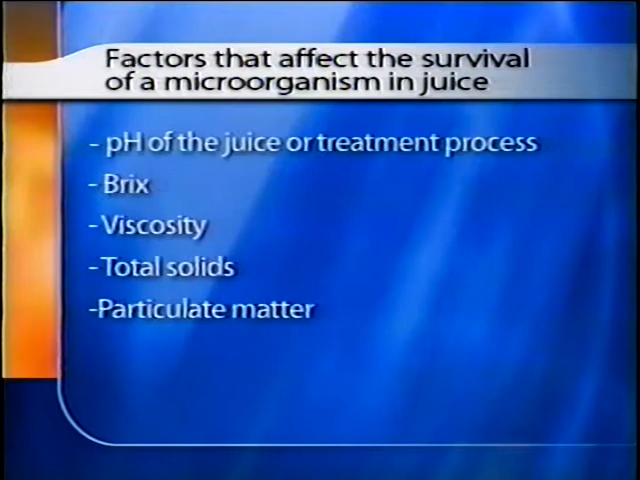 Factors that affect the survival
of a microorganism in juice
- pH of the juice or treatment process
- Brix
- Viscosity
- Total solids
-Particulate matter